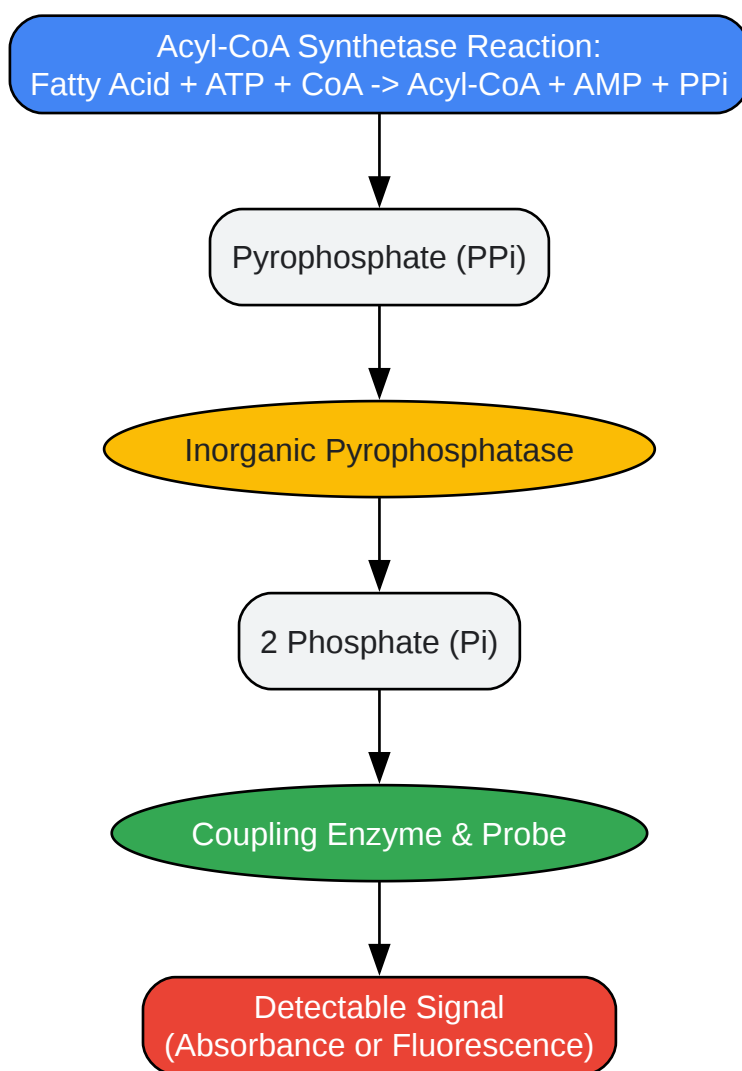 Acyl-CoA Synthetase Reaction:
Fatty Acid + ATP + CoA -> Acyl-CoA + AMP + PPi
Pyrophosphate (PPi)
Inorganic Pyrophosphatase
2 Phosphate (Pi)
Coupling Enzyme & Probe
Detectable Signal
(Absorbance or Fluorescence)